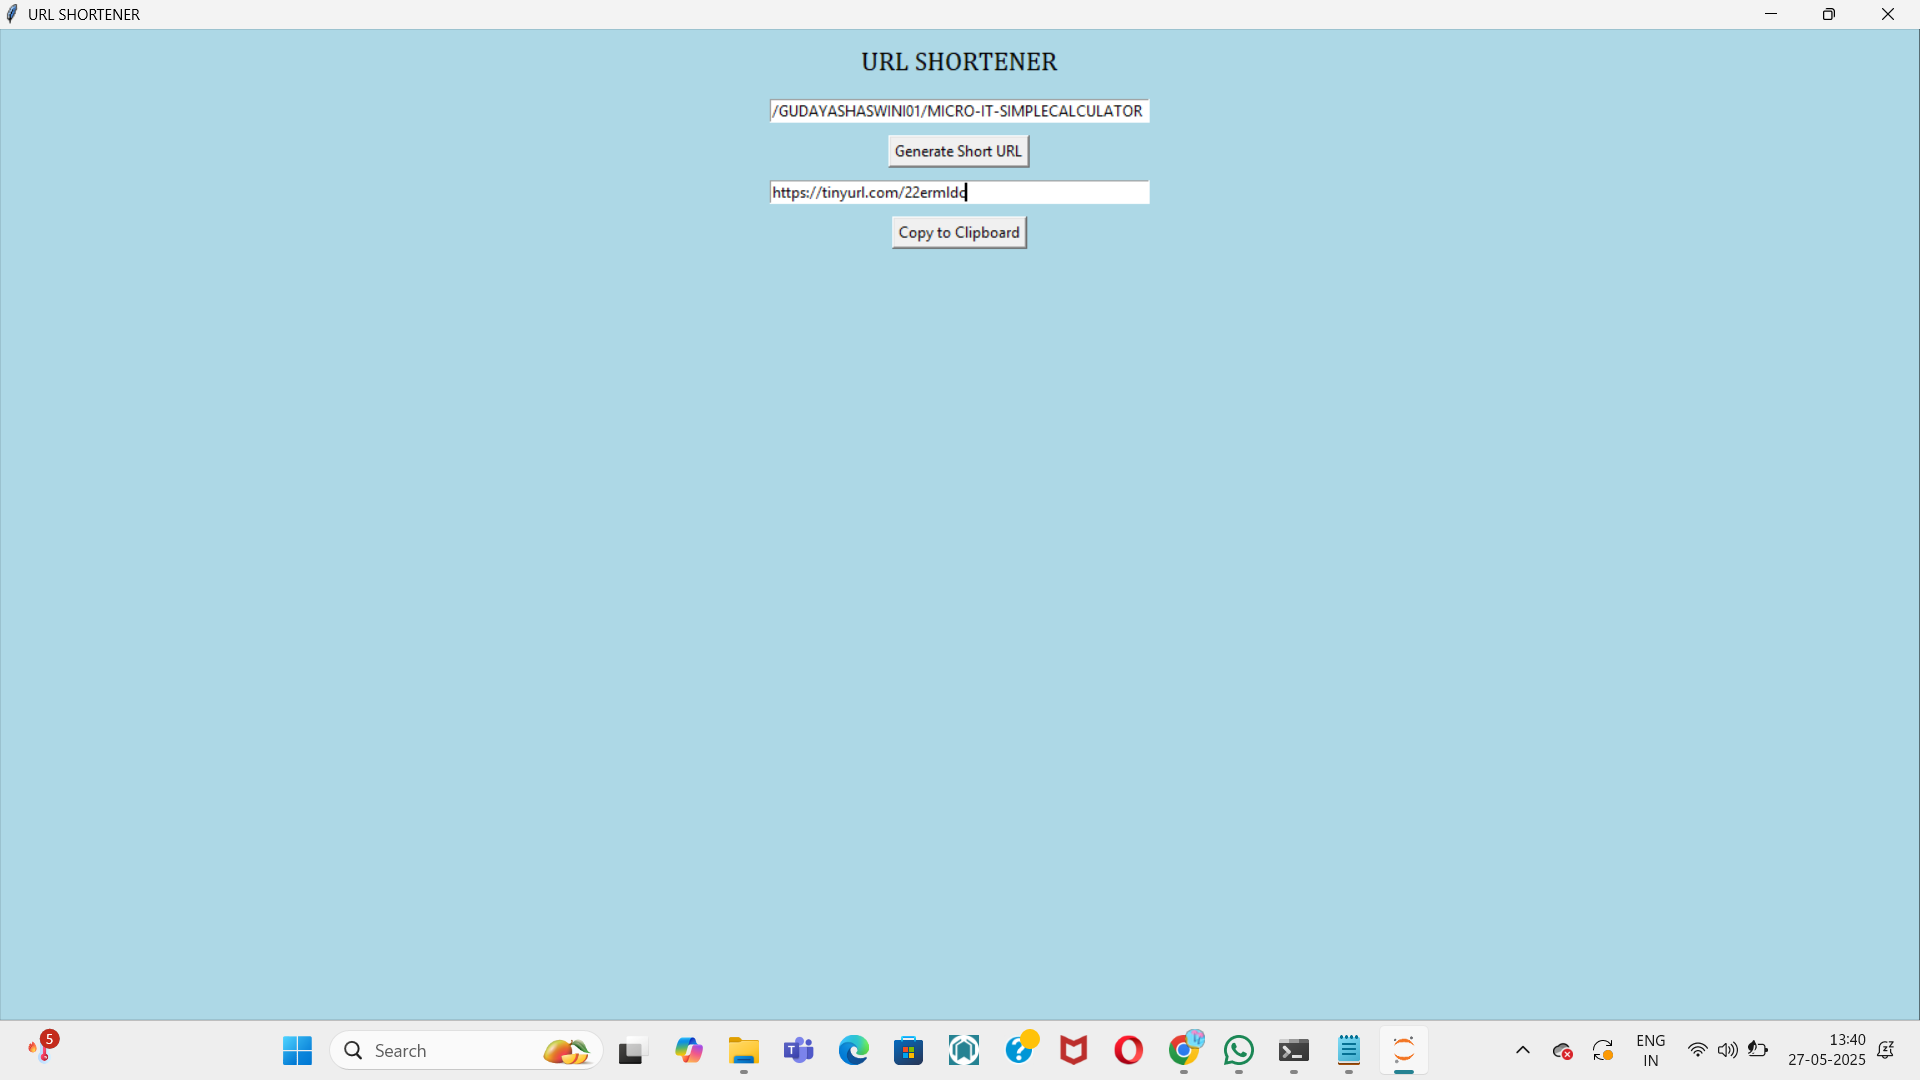 URL SHORTENER
URL SHORTENER
/GUDAYASHASWINI01/MICRO-IT-SIMPLECALCULATOR
Generate Short URL
https://tinyurl.com/22ermldc
Copy to Clipboard
5
Search
ENG
IN
13:40
27-05-2025